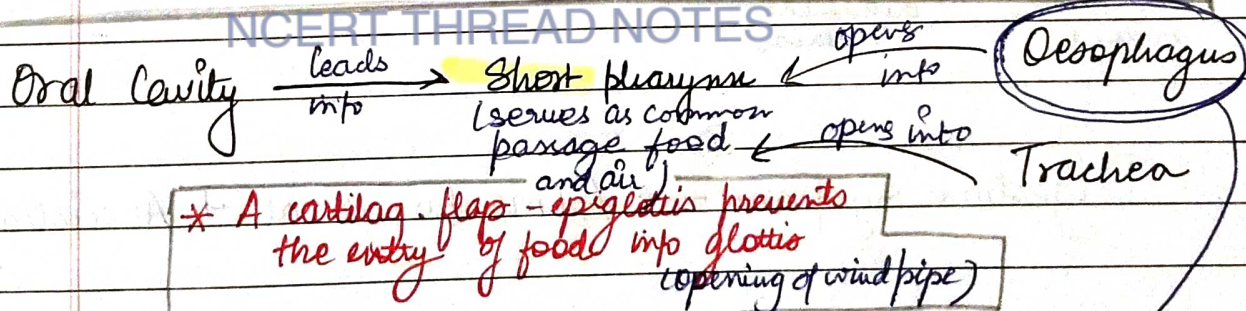 NCERT THREAD NOTES
Oral Cavity leads into Short pharynx opens into Oesophagus
(serves as common
passage food opens into Trachea
and air)
* A cartilag. flap - epiglottis prevents
the entry of food into glottis
(opening of windpipe)